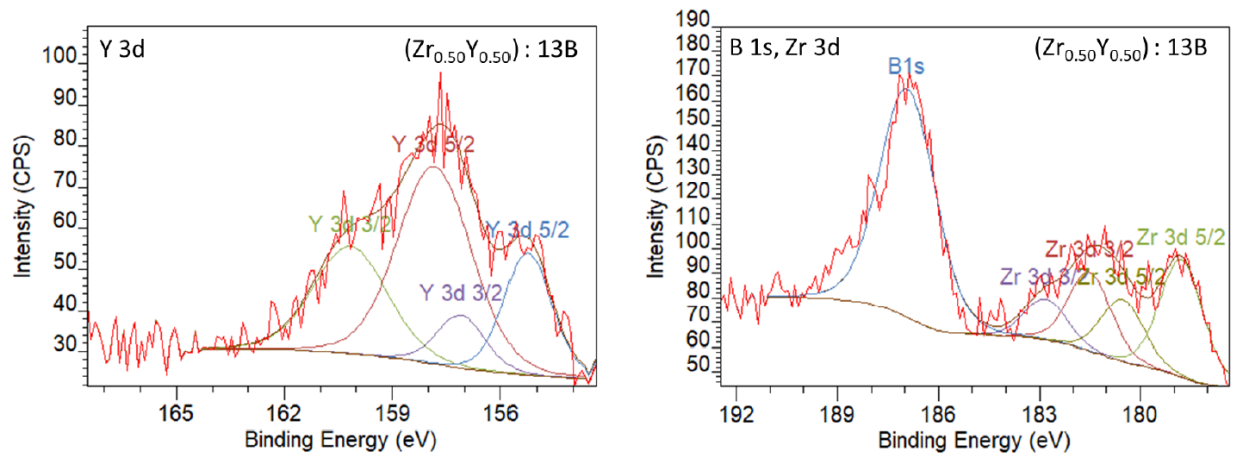 Y 3d
(Zr0.50Y0.50) : 13B
100
90
80
70
60
50
40
30
Y 3d 5/2
Y 3d 3/2
Y 3d 5/2
Y 3d 3/2
165
162
159
156
Binding Energy (eV)
Intensity (CPS)
B 1s, Zr 3d
(Zr0.50Y0.50) : 13B
190
180
170
160
150
140
130
120
110
100
90
80
70
60
50
B1s
Zr 3d 3/2
Zr 3d 5/2
Zr 3d 3/2
Zr 3d 5/2
192
189
186
183
180
Binding Energy (eV)
Intensity (CPS)